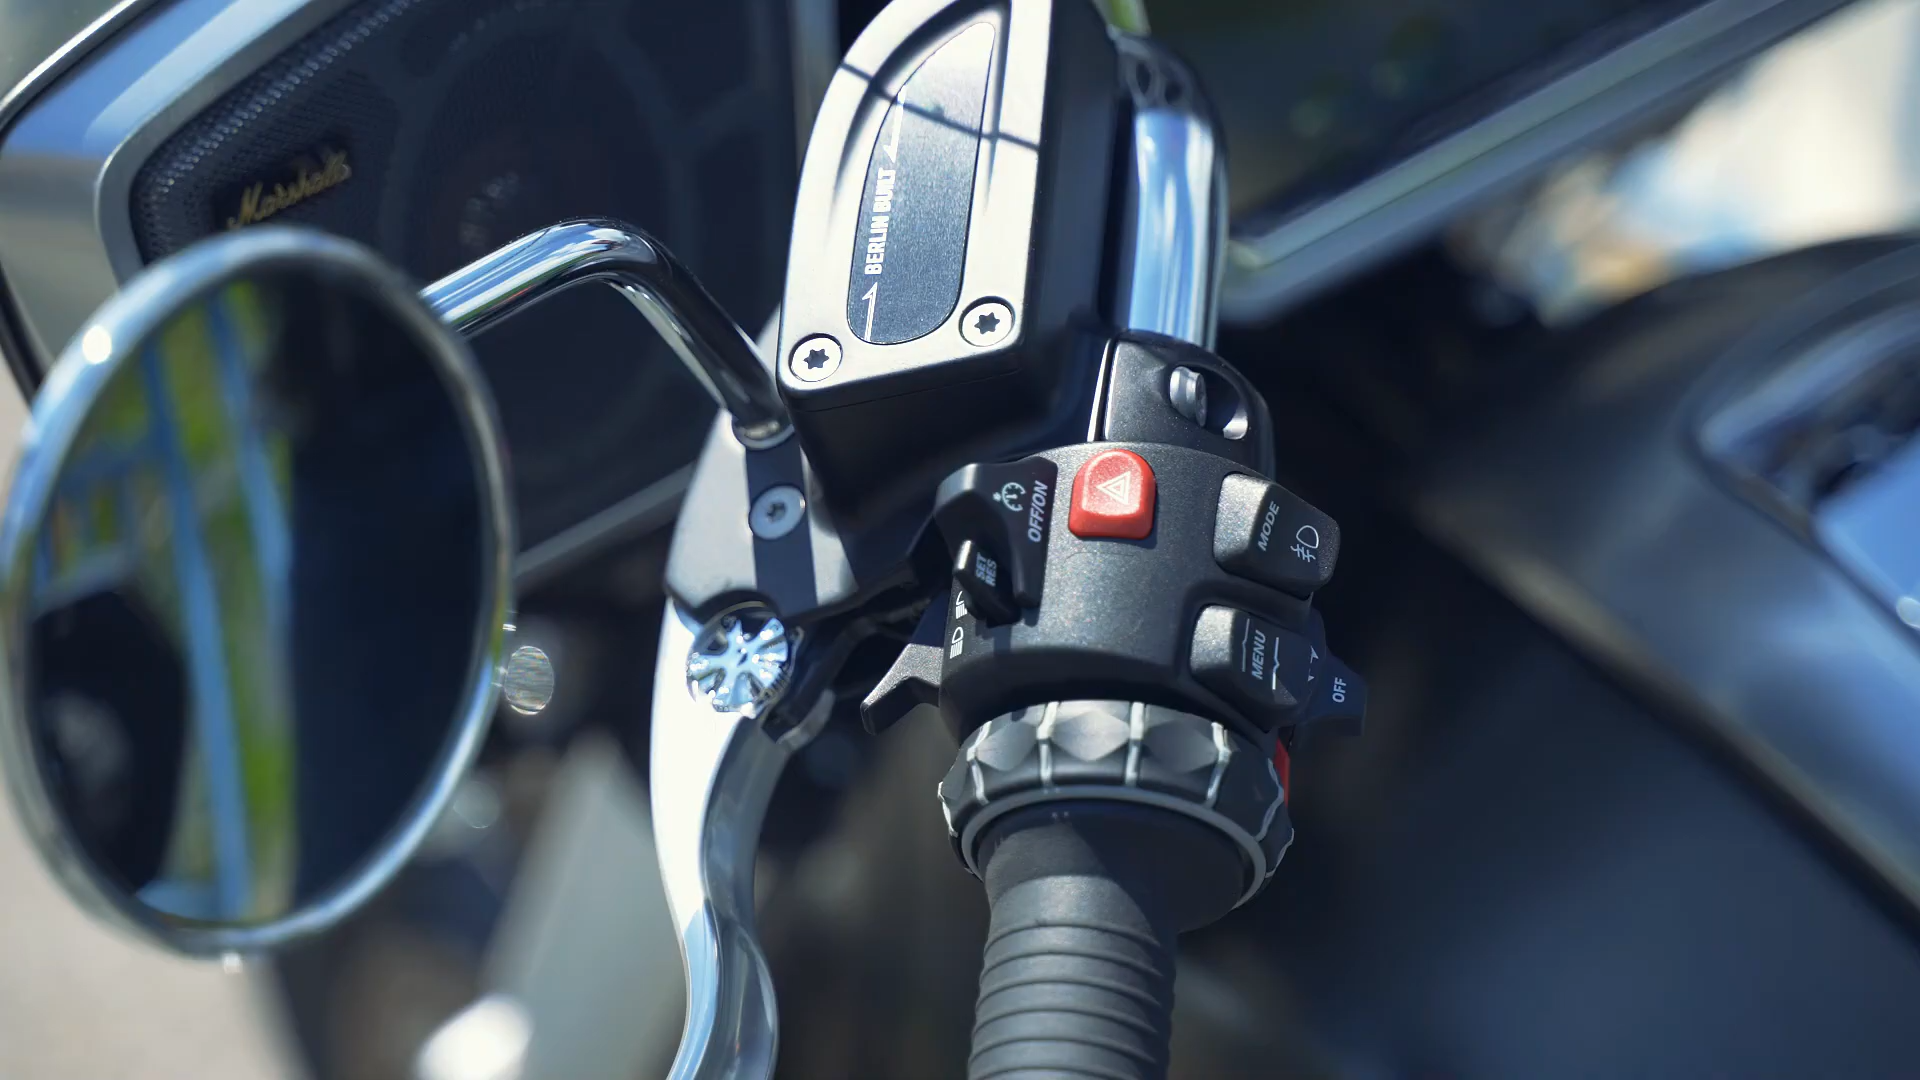 Marshall
BERLIN BUILT
OFF/ON
SET
RES
MODE
MENU
OFF